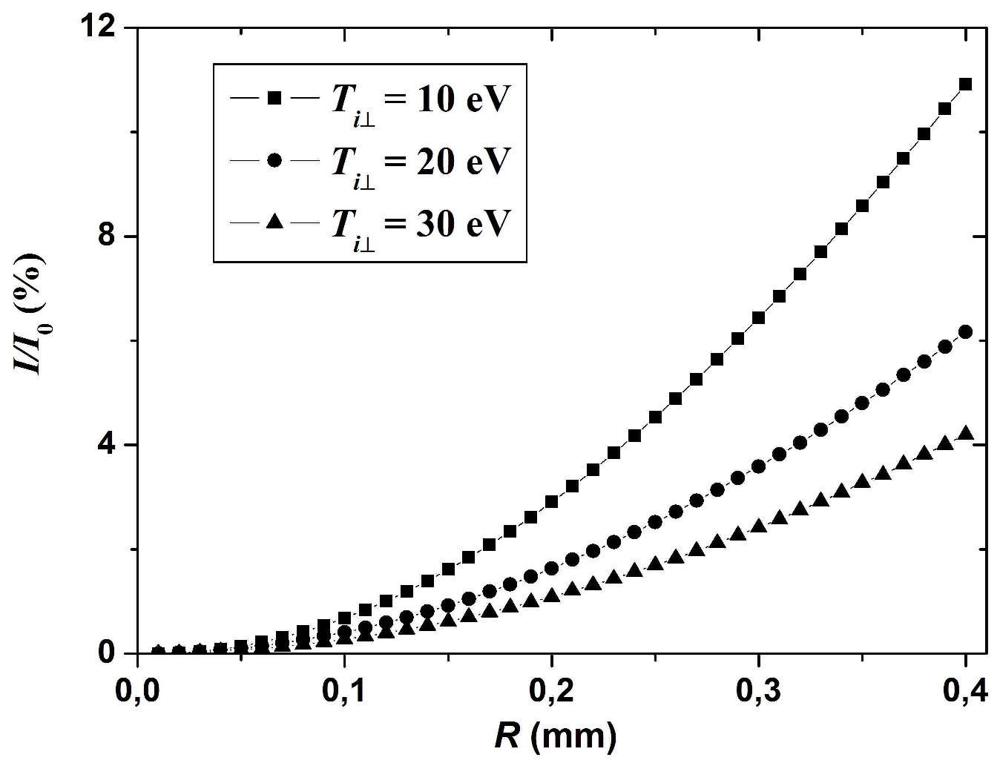 12
8
4
0
I/I0 (%)
Ti⊥ = 10 eV
Ti⊥ = 20 eV
Ti⊥ = 30 eV
0,0 0,1 0,2 0,3 0,4
R (mm)